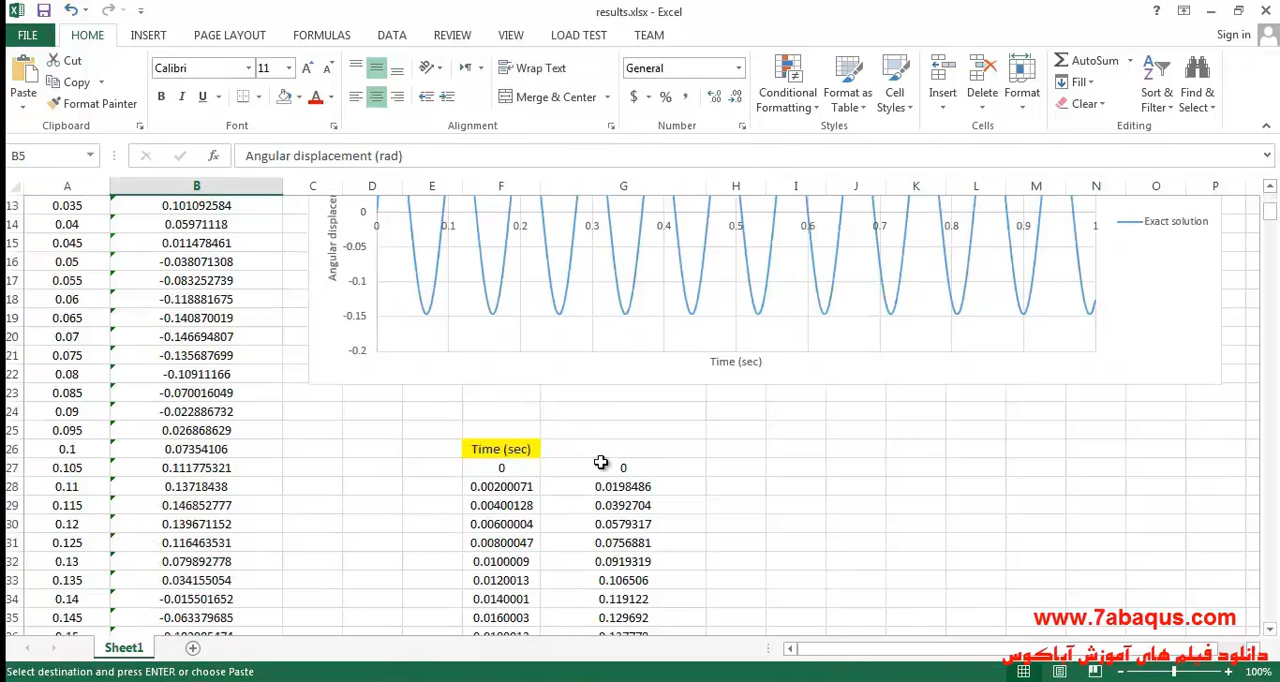 results.xlsx - Excel
?
FILE HOME INSERT PAGE LAYOUT FORMULAS DATA REVIEW VIEW LOAD TEST TEAM Sign in
Cut
Copy
Format Painter
Paste
Clipboard
Calibri 11
B I U
Font
Wrap Text
Merge & Center
Alignment
General
$ % ,
Number
Conditional Formatting
Format as Table
Cell Styles
Styles
Insert Delete Format
Cells
AutoSum
Fill
Clear
Sort & Filter
Find & Select
Editing
B5 fx Angular displacement (rad)
A B C D E F G H I J K L M N O P
13 0.035 0.101092584
14 0.04 0.05971118
15 0.045 0.011478461
16 0.05 -0.038071308
17 0.055 -0.083252739
18 0.06 -0.118881675
19 0.065 -0.140870019
20 0.07 -0.146694807
21 0.075 -0.135687699
22 0.08 -0.10911166
23 0.085 -0.070016049
24 0.09 -0.022886732
25 0.095 0.026868629
26 0.1 0.07354106 Time (sec)
27 0.105 0.111775321 0 0
28 0.11 0.13718438 0.00200071 0.0198486
29 0.115 0.146852777 0.00400128 0.0392704
30 0.12 0.139671152 0.00600004 0.0579317
31 0.125 0.116463531 0.00800047 0.0756881
32 0.13 0.079892778 0.0100009 0.0919319
33 0.135 0.034155054 0.0120013 0.106506
34 0.14 -0.015501652 0.0140001 0.119122
35 0.145 -0.063379685 0.0160003 0.129692
Angular displacer
0
-0.05
-0.1
-0.15
-0.2
0 0.1 0.2 0.3 0.4 0.5 0.6 0.7 0.8 0.9 1
Time (sec)
Exact solution
www.7abaqus.com
دانلود فیلم های آموزش آباکوس
Sheet1
Select destination and press ENTER or choose Paste
100%